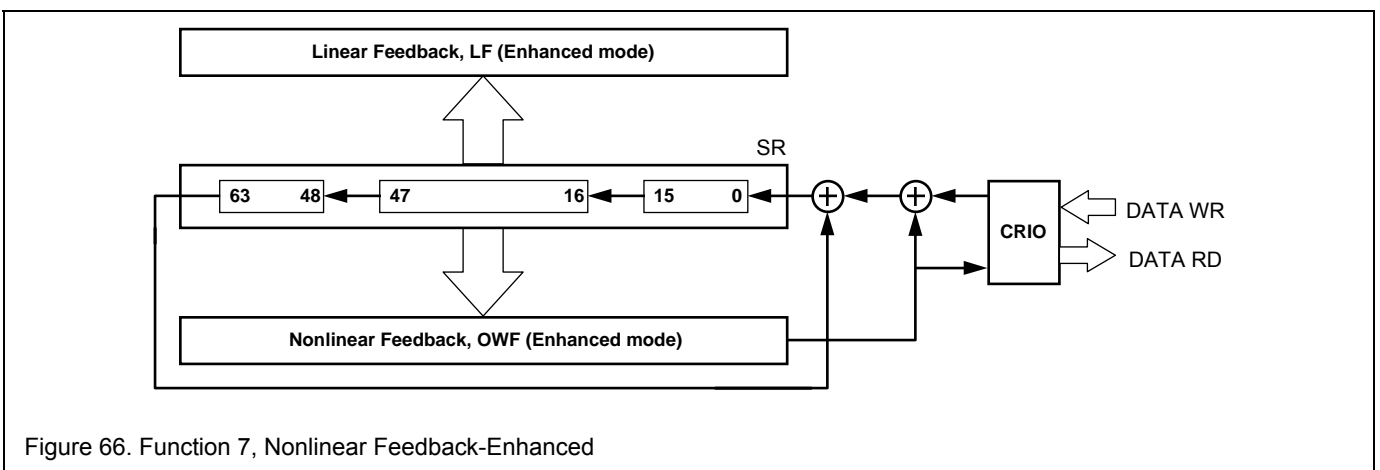 Linear Feedback, LF (Enhanced mode)
SR
63 48 47 16 15 0
CRIO
DATA WR
DATA RD
Nonlinear Feedback, OWF (Enhanced mode)
Figure 66. Function 7, Nonlinear Feedback-Enhanced